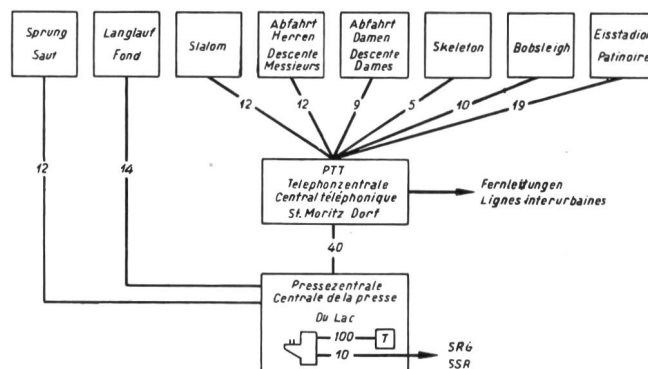 Sprung
Saut
Langlauf
Fond
Slalom
Abfahrt
Herren
Descente
Messieurs
Abfahrt
Damen
Descente
Dames
Skeleton
Bobsleigh
Eisstadion
Patinoire
12
12
9
5
10
19
12
14
PTT
Telephonzentrale
Central téléphonique
St. Moritz Dorf
Fernleitungen
Lignes interurbaines
40
Pressezentrale
Centrale de la presse
Du Lac
100
T
10
SRG
SSR